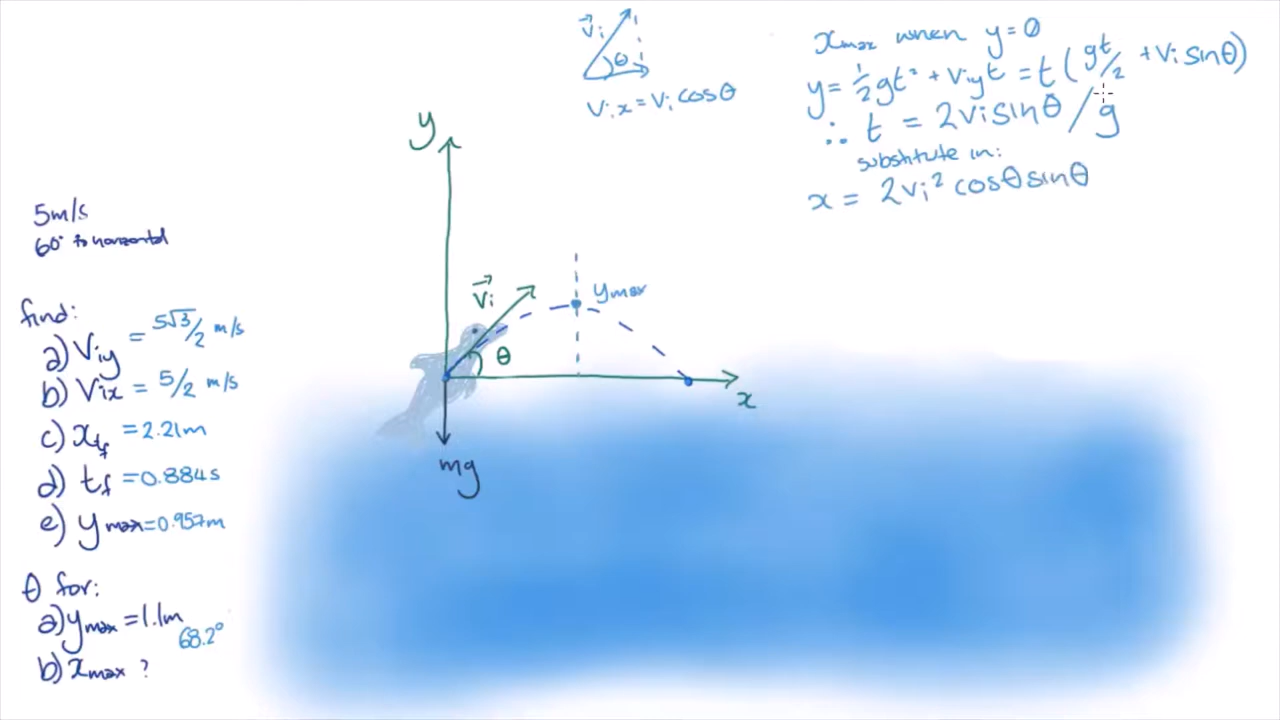 5m/s
60° to horizontal
find:
a) Viy = 5√3/2 m/s
b) Vix = 5/2 m/s
c) xtf = 2.21m
d) tf = 0.884s
e) ymax = 0.957m
θ for:
a) ymax = 1.1m
68.2°
b) xmax ?
y
v⃗i
θ
ymax
x
mg
v⃗i
θ
Vix = Vi cosθ
xmax when y=0
y = ½gt² + Viyt = t(gt/2 + Vi sinθ)
∴ t = 2Vi sinθ/g
substitute in:
x = 2Vi² cosθ sinθ